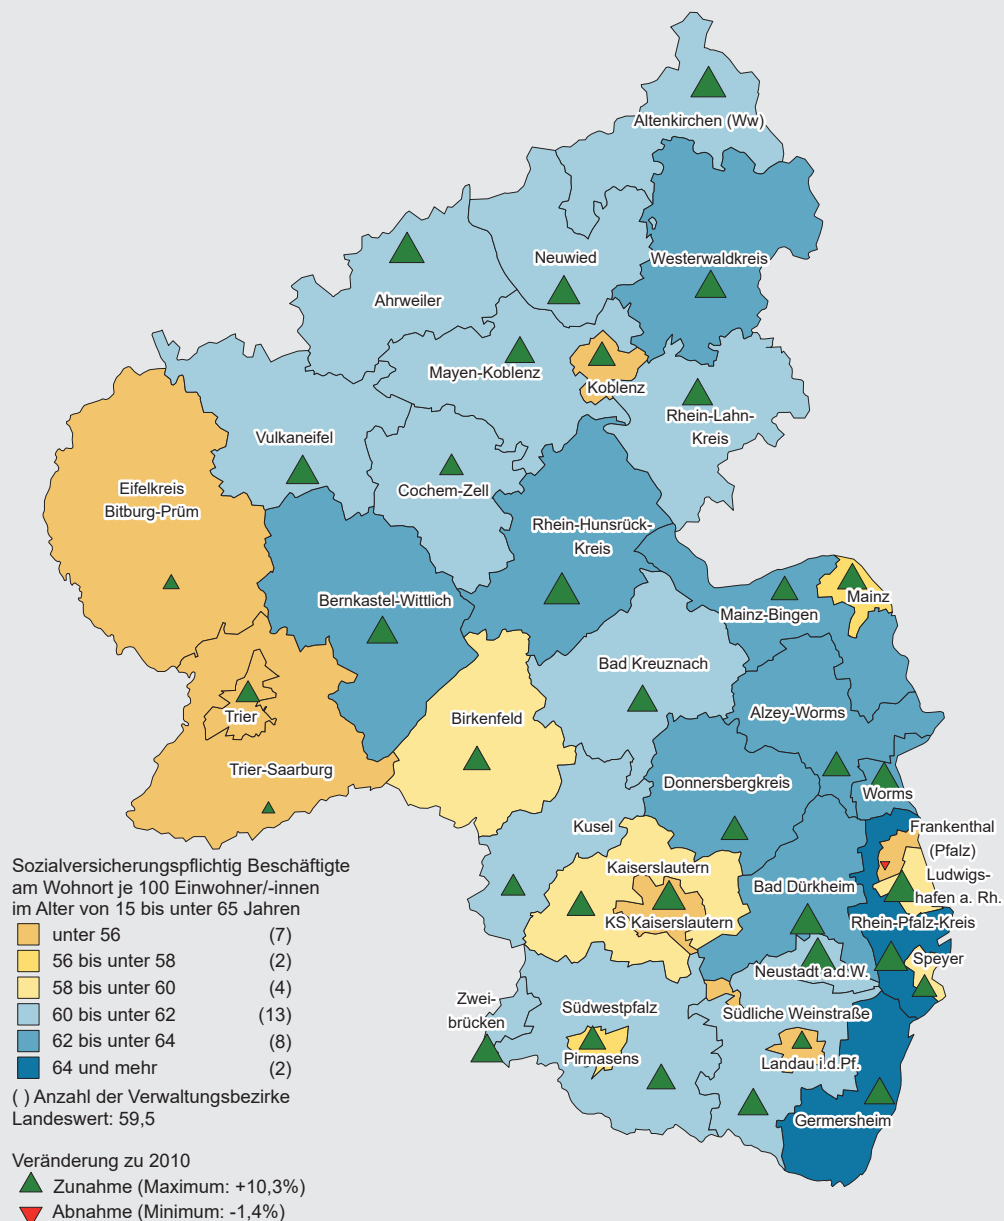 Altenkirchen (Ww)
Neuwied
Westerwaldkreis
Ahrweiler
Mayen-Koblenz
Koblenz
Rhein-Lahn-
Kreis
Vulkaneifel
Cochem-Zell
Eifelkreis
Bitburg-Prüm
Rhein-Hunsrück-
Kreis
Bernkastel-Wittlich
Mainz
Mainz-Bingen
Bad Kreuznach
Trier
Birkenfeld
Alzey-Worms
Trier-Saarburg
Donnersbergkreis
Worms
Kusel
Frankenthal
(Pfalz)
Kaiserslautern
Bad Dürkheim
Ludwigs-
hafen a. Rh.
KS Kaiserslautern
Rhein-Pfalz-Kreis
Speyer
Neustadt a.d.W.
Zwei-
brücken
Südwestpfalz
Südliche Weinstraße
Pirmasens
Landau i.d.Pf.
Germersheim
Sozialversicherungspflichtig Beschäftigte
am Wohnort je 100 Einwohner/-innen
im Alter von 15 bis unter 65 Jahren
unter 56 (7)
56 bis unter 58 (2)
58 bis unter 60 (4)
60 bis unter 62 (13)
62 bis unter 64 (8)
64 und mehr (2)
( ) Anzahl der Verwaltungsbezirke
Landeswert: 59,5
Veränderung zu 2010
Zunahme (Maximum: +10,3%)
Abnahme (Minimum: -1,4%)